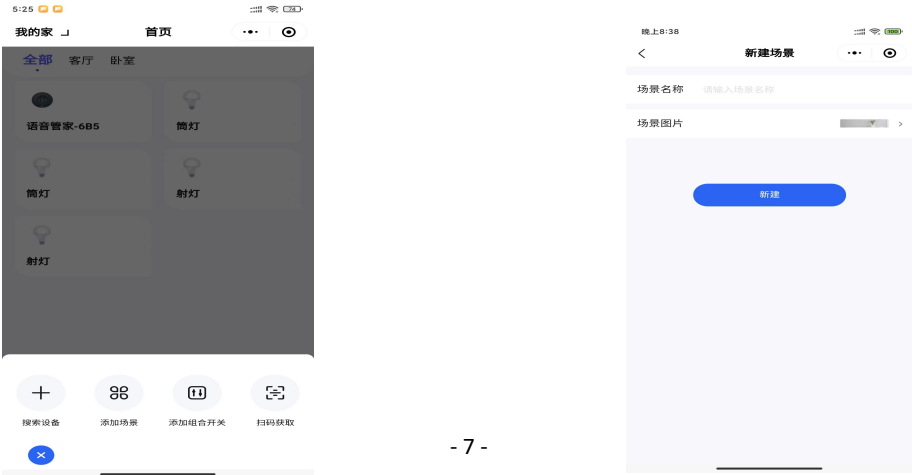 5:25
74
我的家
首页
全部 客厅 卧室
语音管家-6B5
筒灯
筒灯
射灯
射灯
搜索设备
添加场景
添加组合开关
扫码获取
- 7 -
晚上8:38
100
新建场景
场景名称 请输入场景名称
场景图片
新建